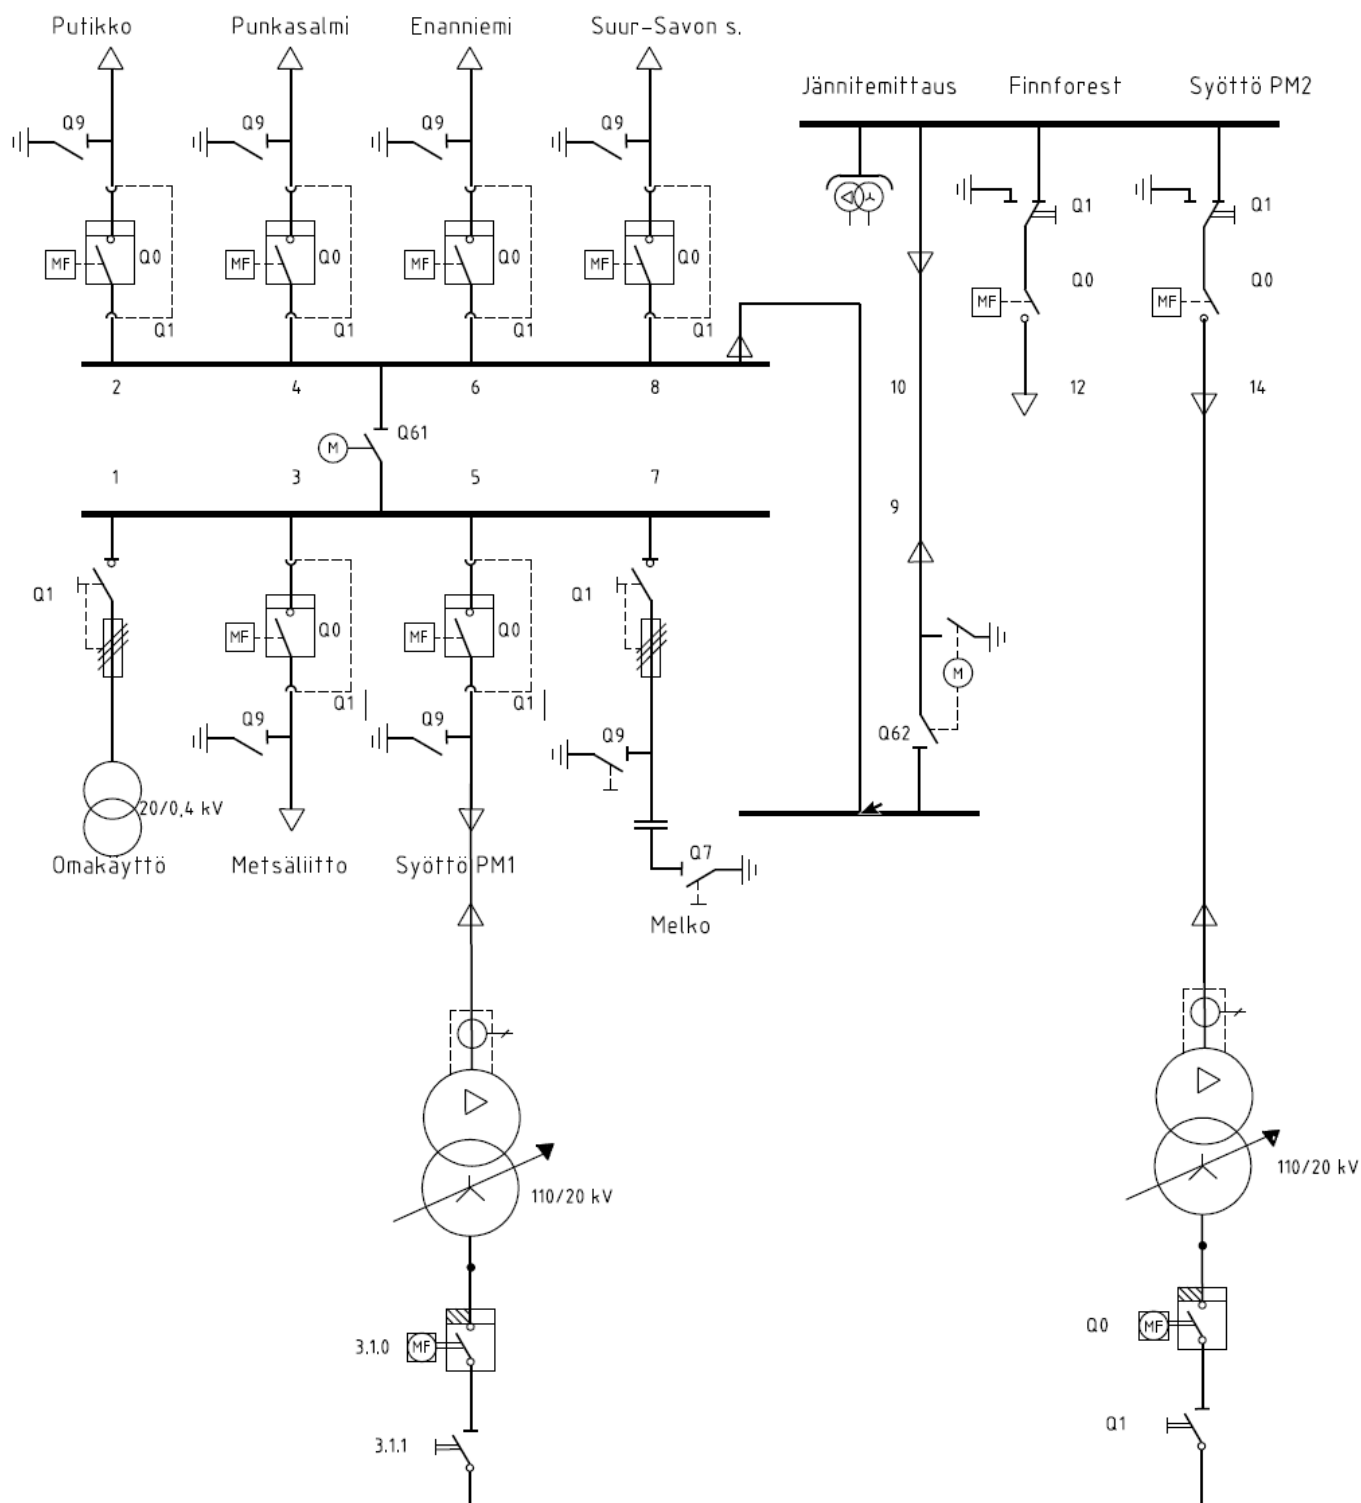 Putikko
Punkasalmi
Enanniemi
Suur-Savon s.
Jännitemittaus
Finnforest
Syöttö PM2
Q9
Q9
Q9
Q9
Q1
Q1
MF
Q0
MF
Q0
MF
Q0
MF
Q0
MF
Q0
MF
Q0
Q1
Q1
Q1
Q1
2
4
6
8
10
12
14
M
Q61
1
3
5
7
9
Q1
MF
Q0
MF
Q0
Q1
M
Q1
Q1
Q9
Q9
Q9
Q62
20/0,4 kV
Omakäyttö
Metsäliitto
Syöttö PM1
Q7
Melko
110/20 kV
110/20 kV
3.1.0
MF
Q0
MF
3.1.1
Q1